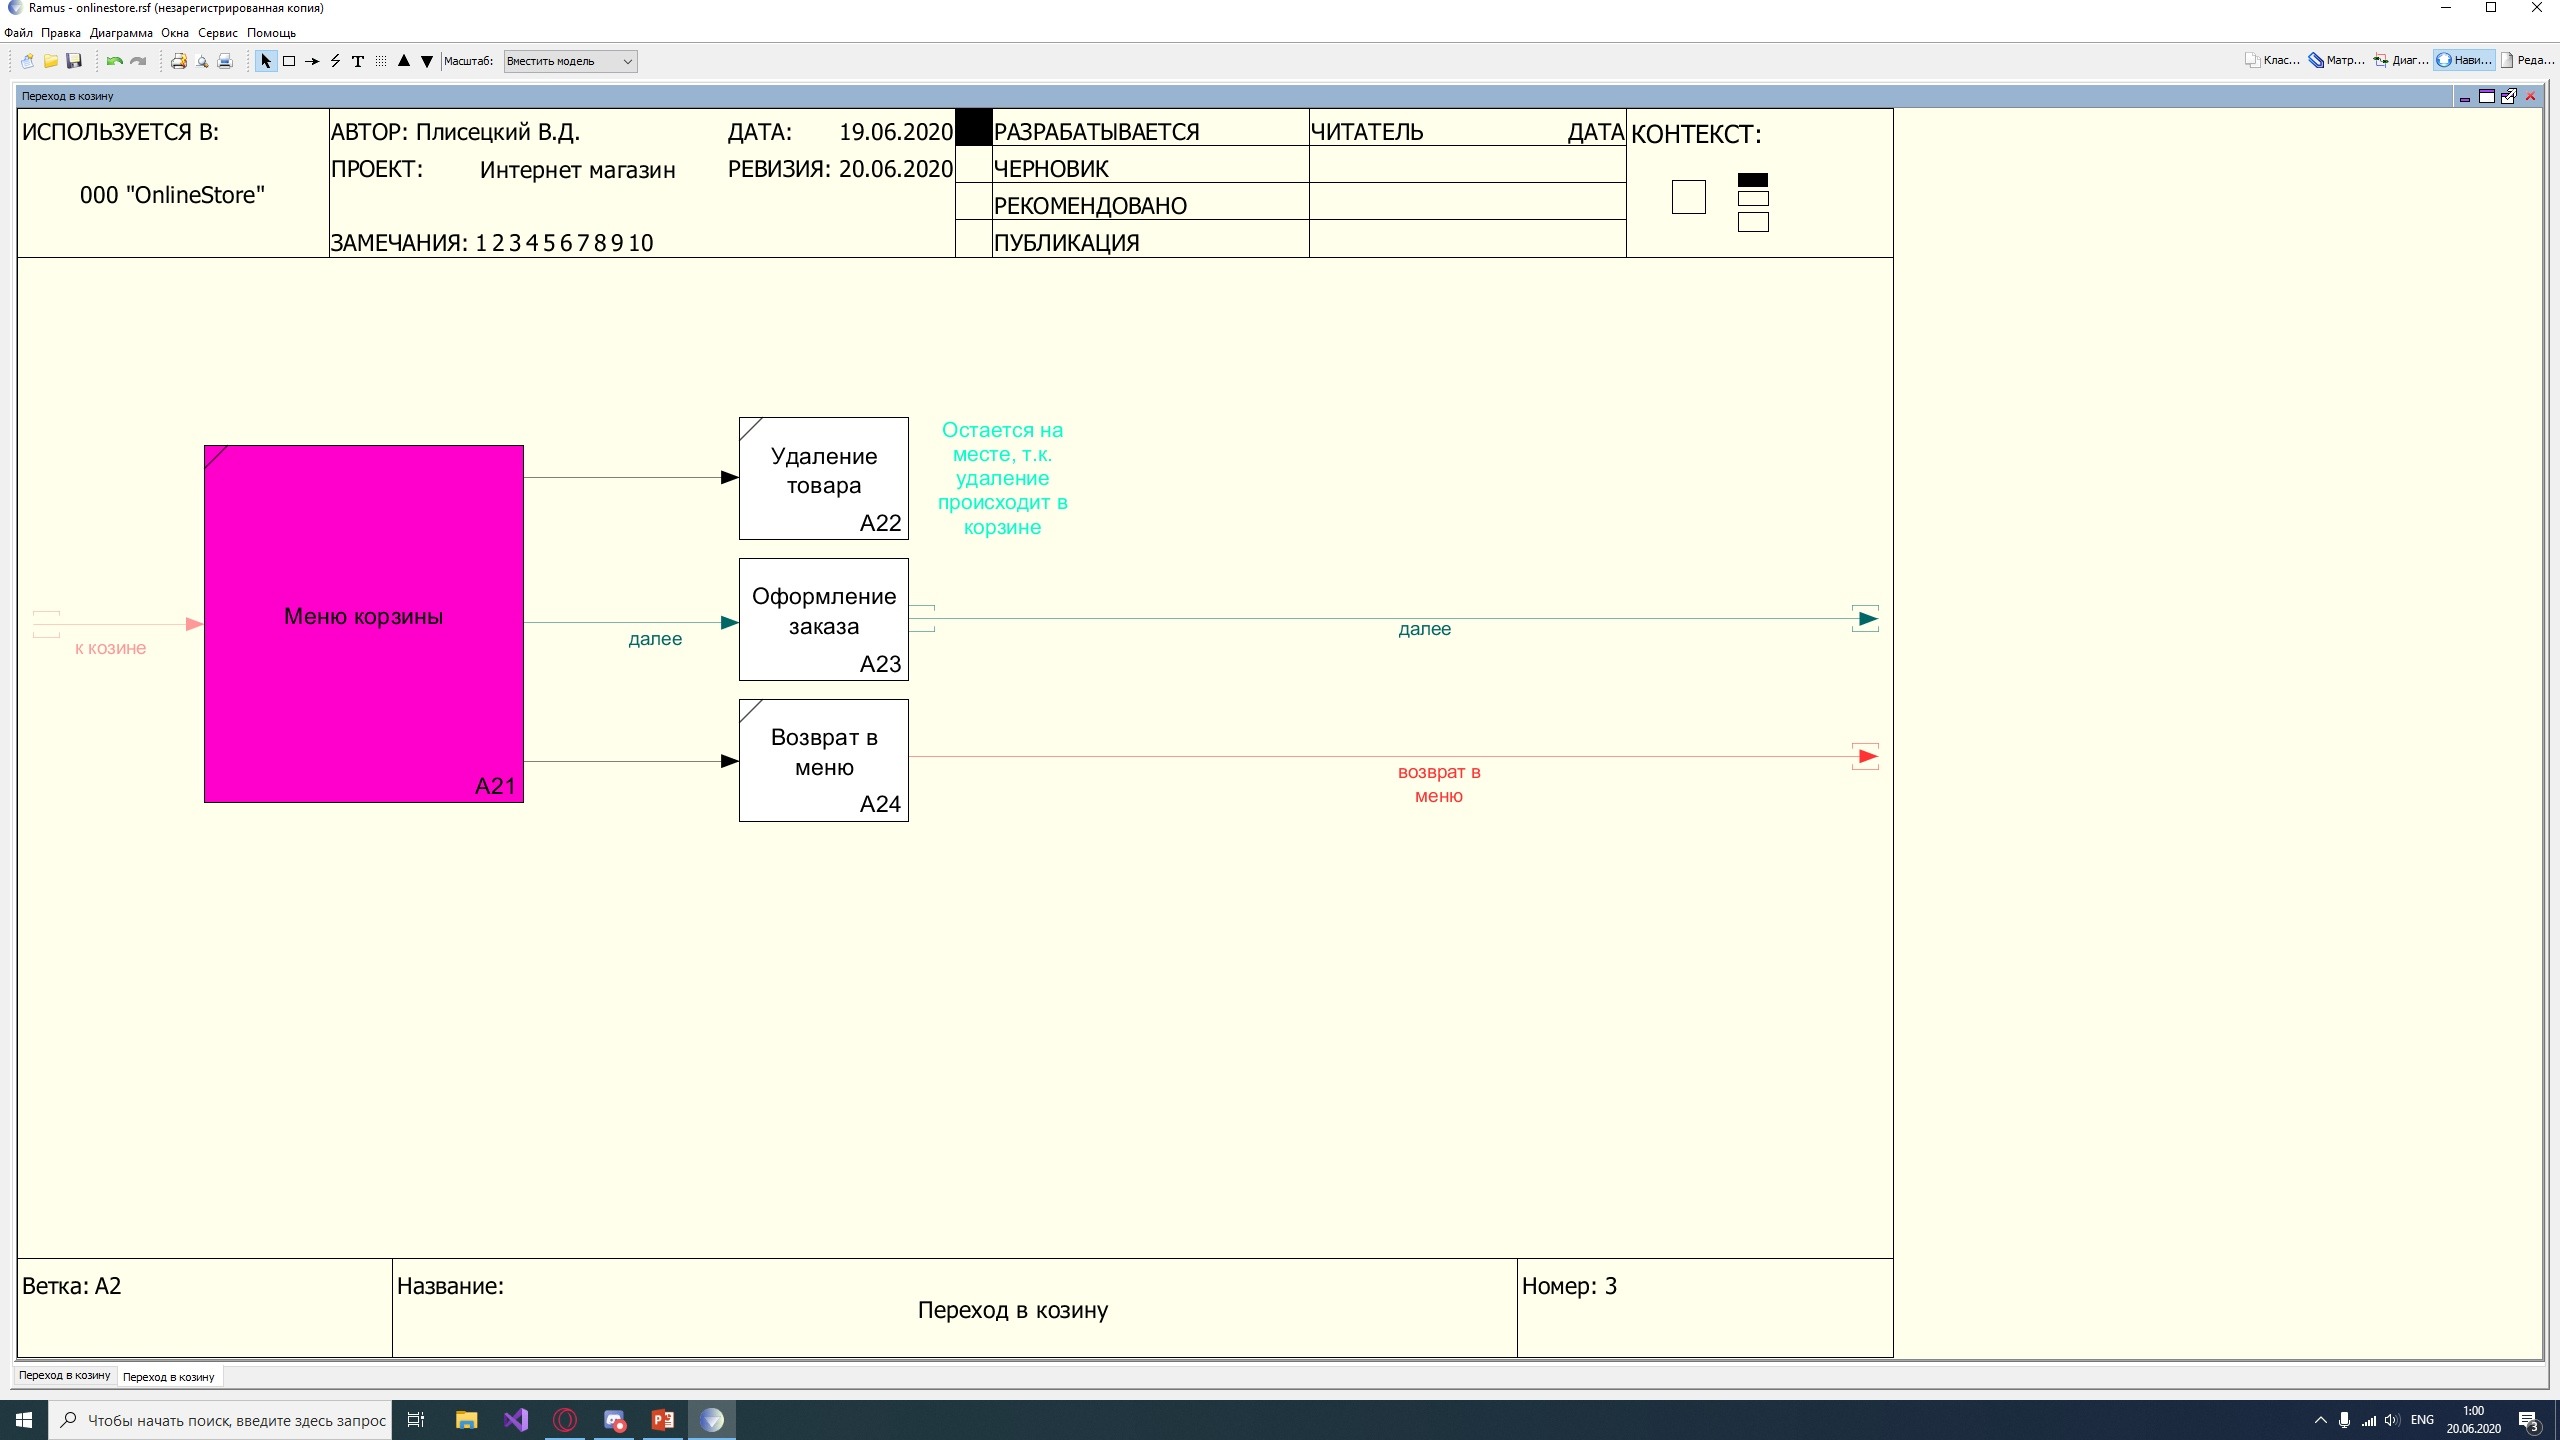 Ramus - onlinestore.rsf (незарегистрированная копия)
Файл Правка Диаграмма Окна Сервис Помощь
Масштаб: Вместить модель Клас... Матр... Диаг... Нави... Реда...
Переход в козину
ИСПОЛЬЗУЕТСЯ В:
000 "OnlineStore"
АВТОР: Плисецкий В.Д. ДАТА: 19.06.2020
ПРОЕКТ: Интернет магазин РЕВИЗИЯ: 20.06.2020
ЗАМЕЧАНИЯ: 1 2 3 4 5 6 7 8 9 10
РАЗРАБАТЫВАЕТСЯ
ЧЕРНОВИК
РЕКОМЕНДОВАНО
ПУБЛИКАЦИЯ
ЧИТАТЕЛЬ ДАТА
КОНТЕКСТ:
к козине
Меню корзины
A21
далее
Удаление
товара
A22
Остается на
месте, т.к.
удаление
происходит в
корзине
Оформление
заказа
A23
далее
Возврат в
меню
A24
возврат в
меню
Ветка: A2
Название:
Переход в козину
Номер: 3
Переход в козину Переход в козину
Чтобы начать поиск, введите здесь запрос
ENG
1:00
20.06.2020
3